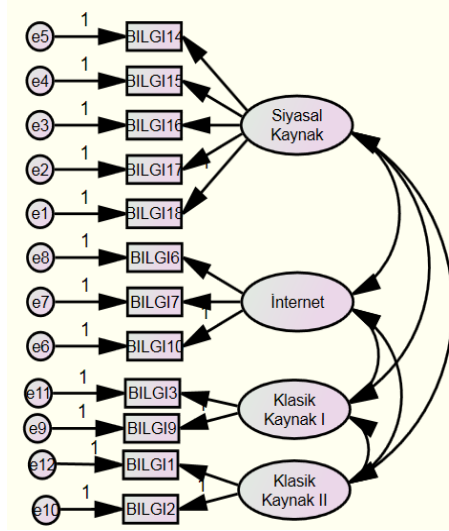 e5 1 BILGI14
e4 1 BILGI15
e3 1 BILGI16
e2 1 BILGI17 1
e1 1 BILGI18
Siyasal
Kaynak
e8 1 BILGI6
e7 1 BILGI7
e6 1 BILGI10 1
İnternet
e11 1 BILGI3
e9 1 BILGI9 1
Klasik
Kaynak I
e12 1 BILGI1
e10 1 BILGI2 1
Klasik
Kaynak II